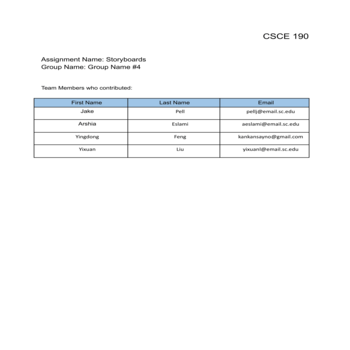 CSCE 190
Assignment Name: Storyboards
Group Name: Group Name #4
Team Members who contributed:
First Name Last Name Email
Jake Pell pellj@email.sc.edu
Arshia Eslami aeslami@email.sc.edu
Yingdong Feng kankansayno@gmail.com
Yixuan Liu yixuanl@email.sc.edu